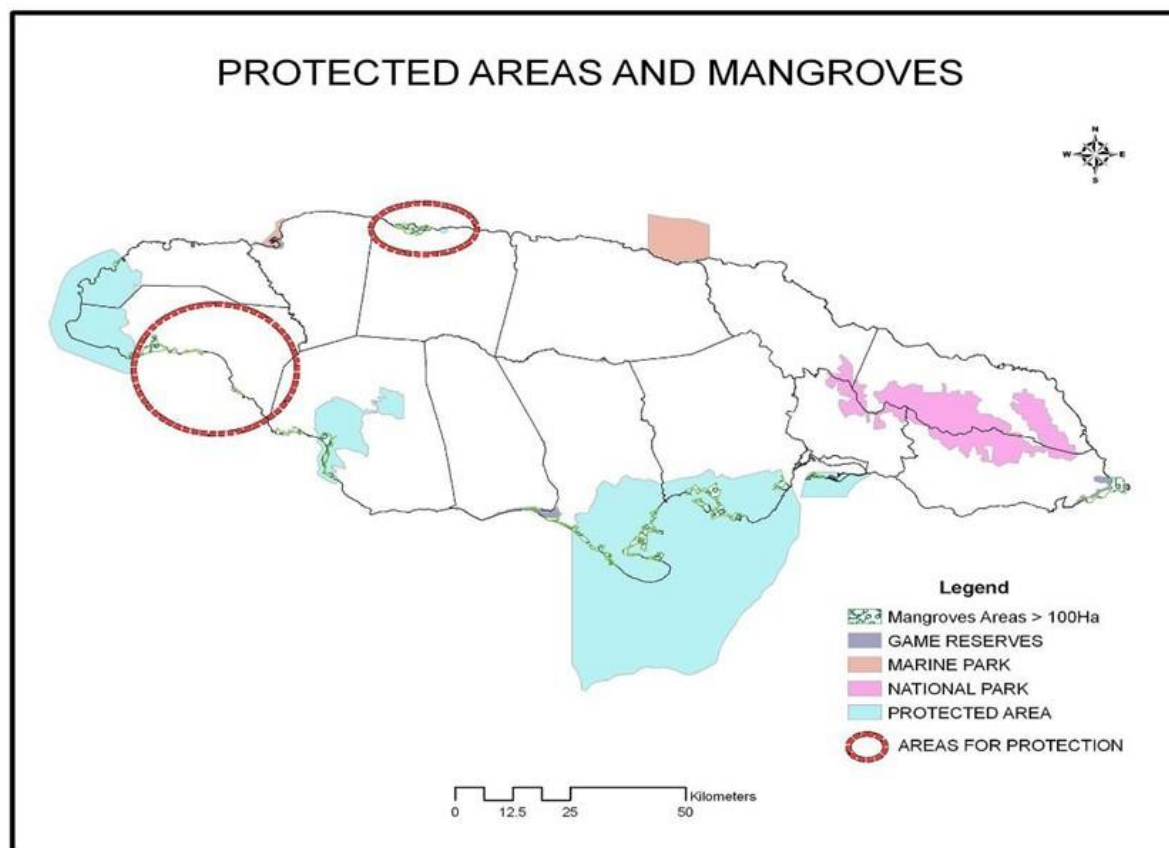 PROTECTED AREAS AND MANGROVES
N
W E
S
Legend
Mangroves Areas > 100Ha
GAME RESERVES
MARINE PARK
NATIONAL PARK
PROTECTED AREA
AREAS FOR PROTECTION
Kilometers
0 12.5 25 50